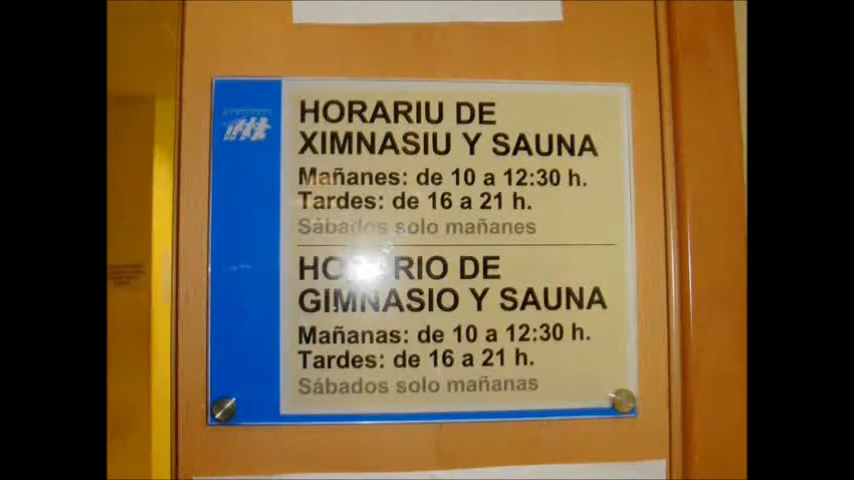 HORARIU DE
XIMNASIU Y SAUNA
Mañanes: de 10 a 12:30 h.
Tardes: de 16 a 21 h.
Sábados solo mañanes
HORARIO DE
GIMNASIO Y SAUNA
Mañanas: de 10 a 12:30 h.
Tardes: de 16 a 21 h.
Sábados solo mañanas